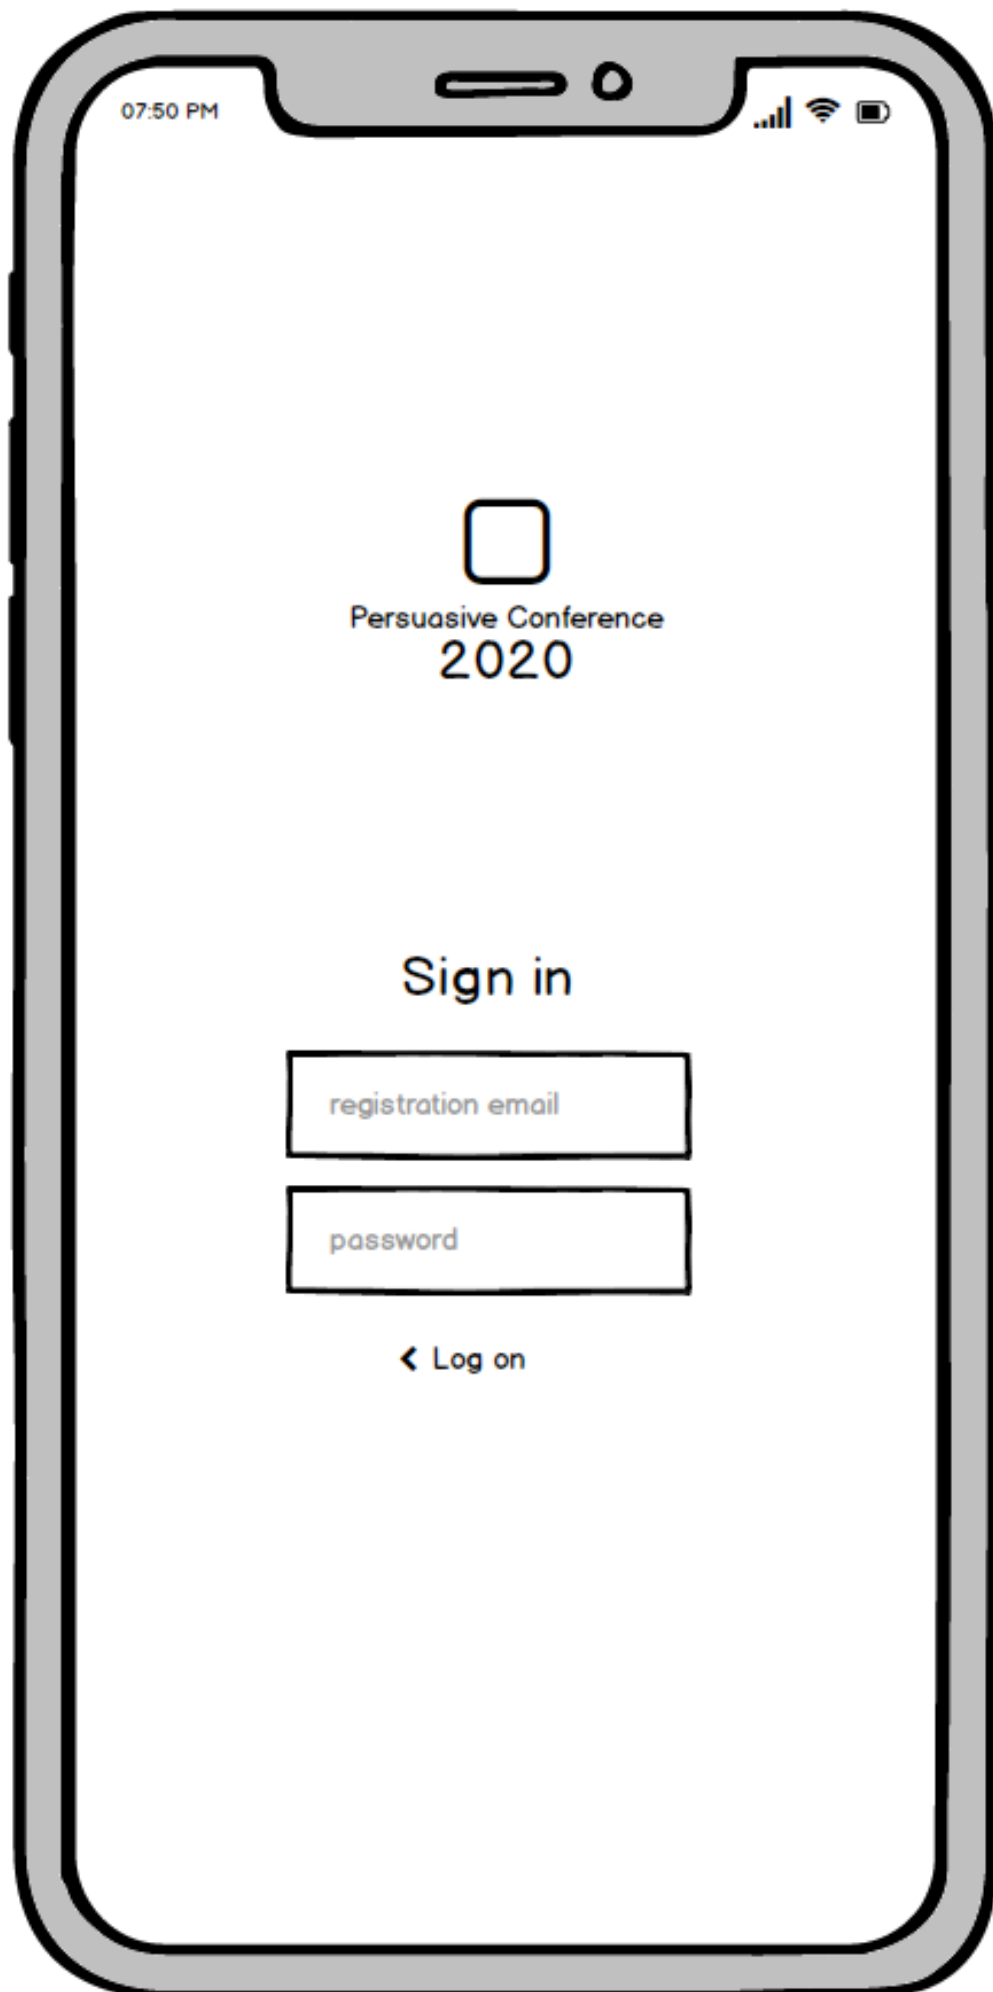 07:50 PM
Persuasive Conference
2020
Sign in
registration email
password
Log on